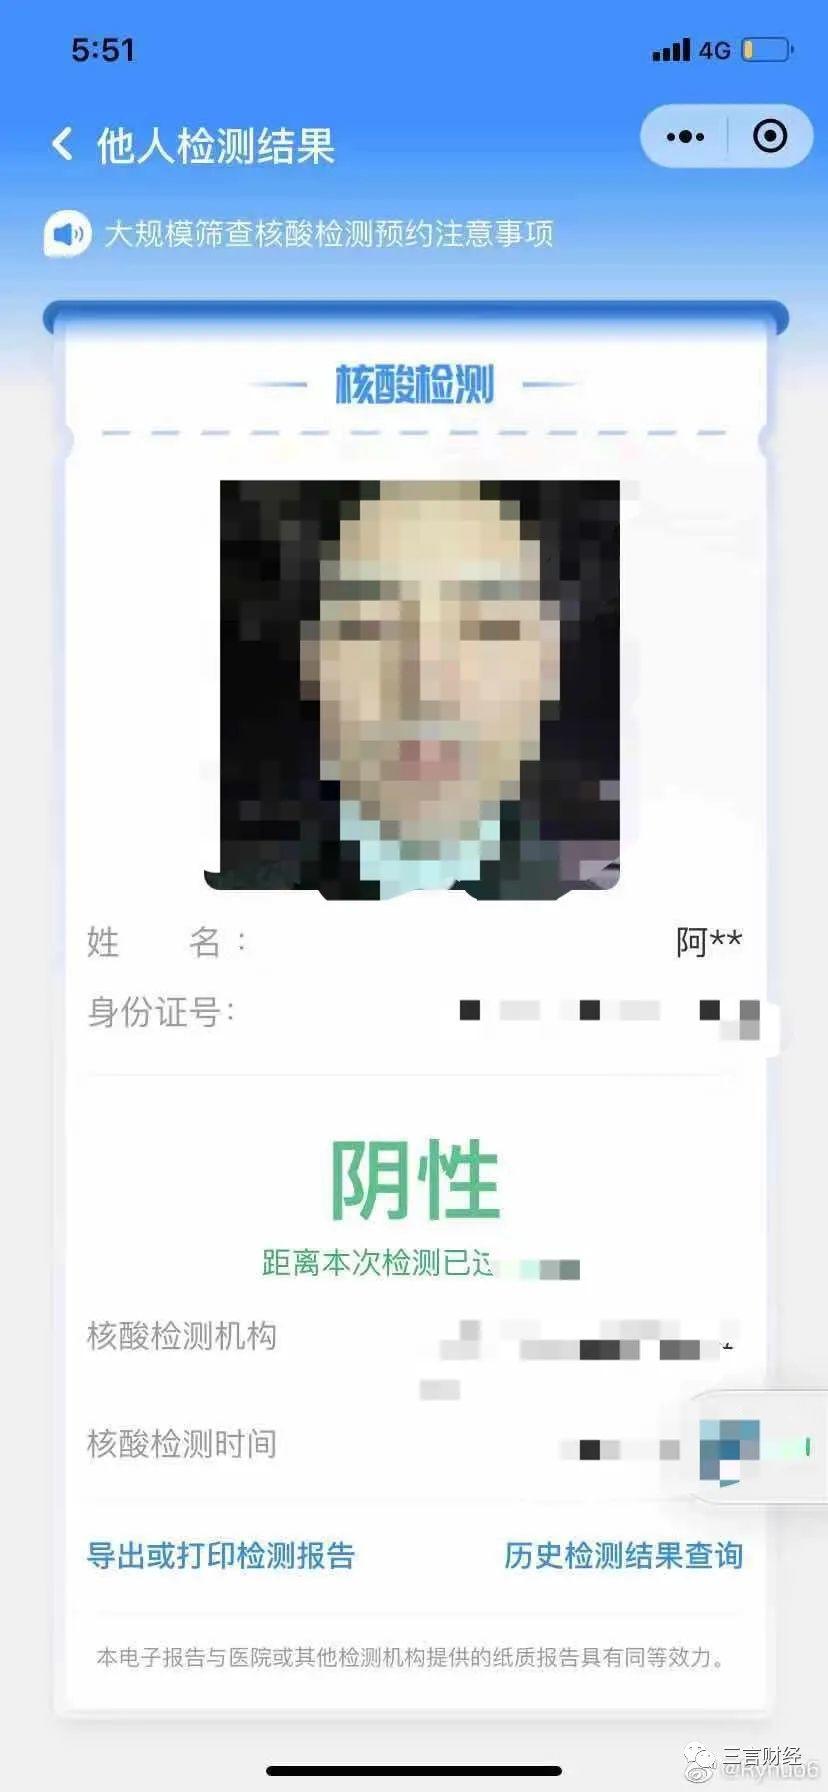 5:51
4G
他人检测结果
大规模筛查核酸检测预约注意事项
核酸检测
姓 名：
阿**
身份证号：
阴性
距离本次检测已过
核酸检测机构
核酸检测时间
导出或打印检测报告
历史检测结果查询
本电子报告与医院或其他检测机构提供的纸质报告具有同等效力。
三言财经
@Rynuo6